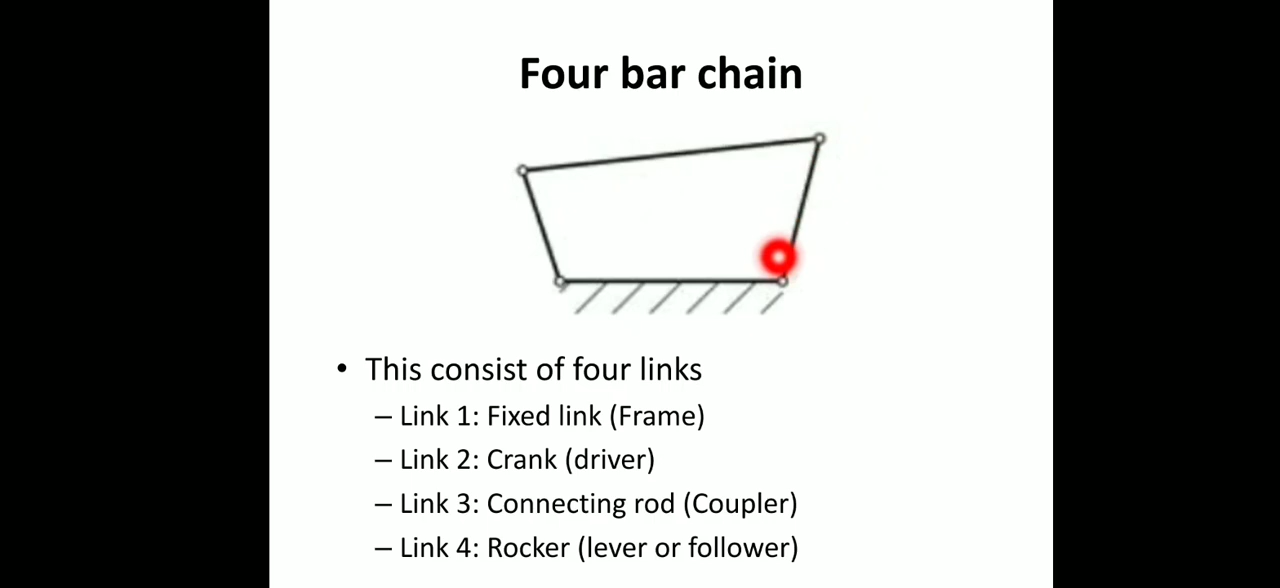 Four bar chain
• This consist of four links
– Link 1: Fixed link (Frame)
– Link 2: Crank (driver)
– Link 3: Connecting rod (Coupler)
– Link 4: Rocker (lever or follower)